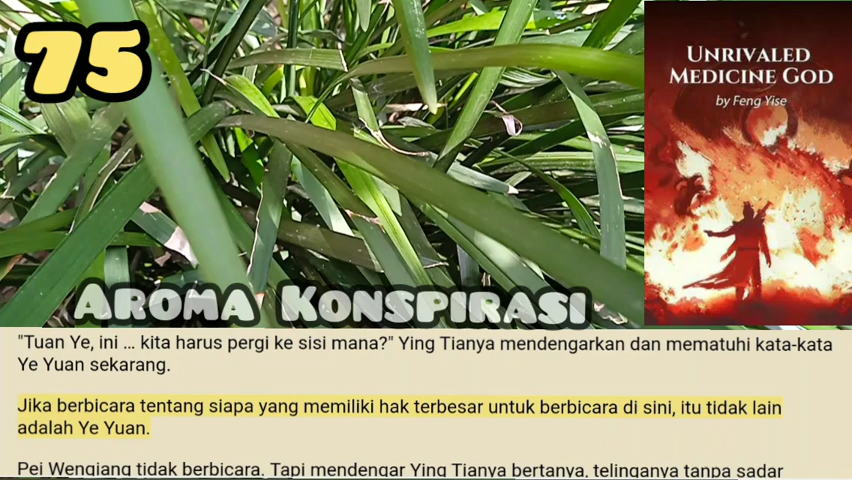 75
UNRIVALED
MEDICINE GOD
by Feng Yise
AROMA KONSPIRASI
"Tuan Ye, ini ... kita harus pergi ke sisi mana?" Ying Tianya mendengarkan dan mematuhi kata-kata
Ye Yuan sekarang.
Jika berbicara tentang siapa yang memiliki hak terbesar untuk berbicara di sini, itu tidak lain
adalah Ye Yuan.
Pei Wenqiang tidak berbicara. Tapi mendengar Ying Tianya bertanya, telinganya tanpa sadar